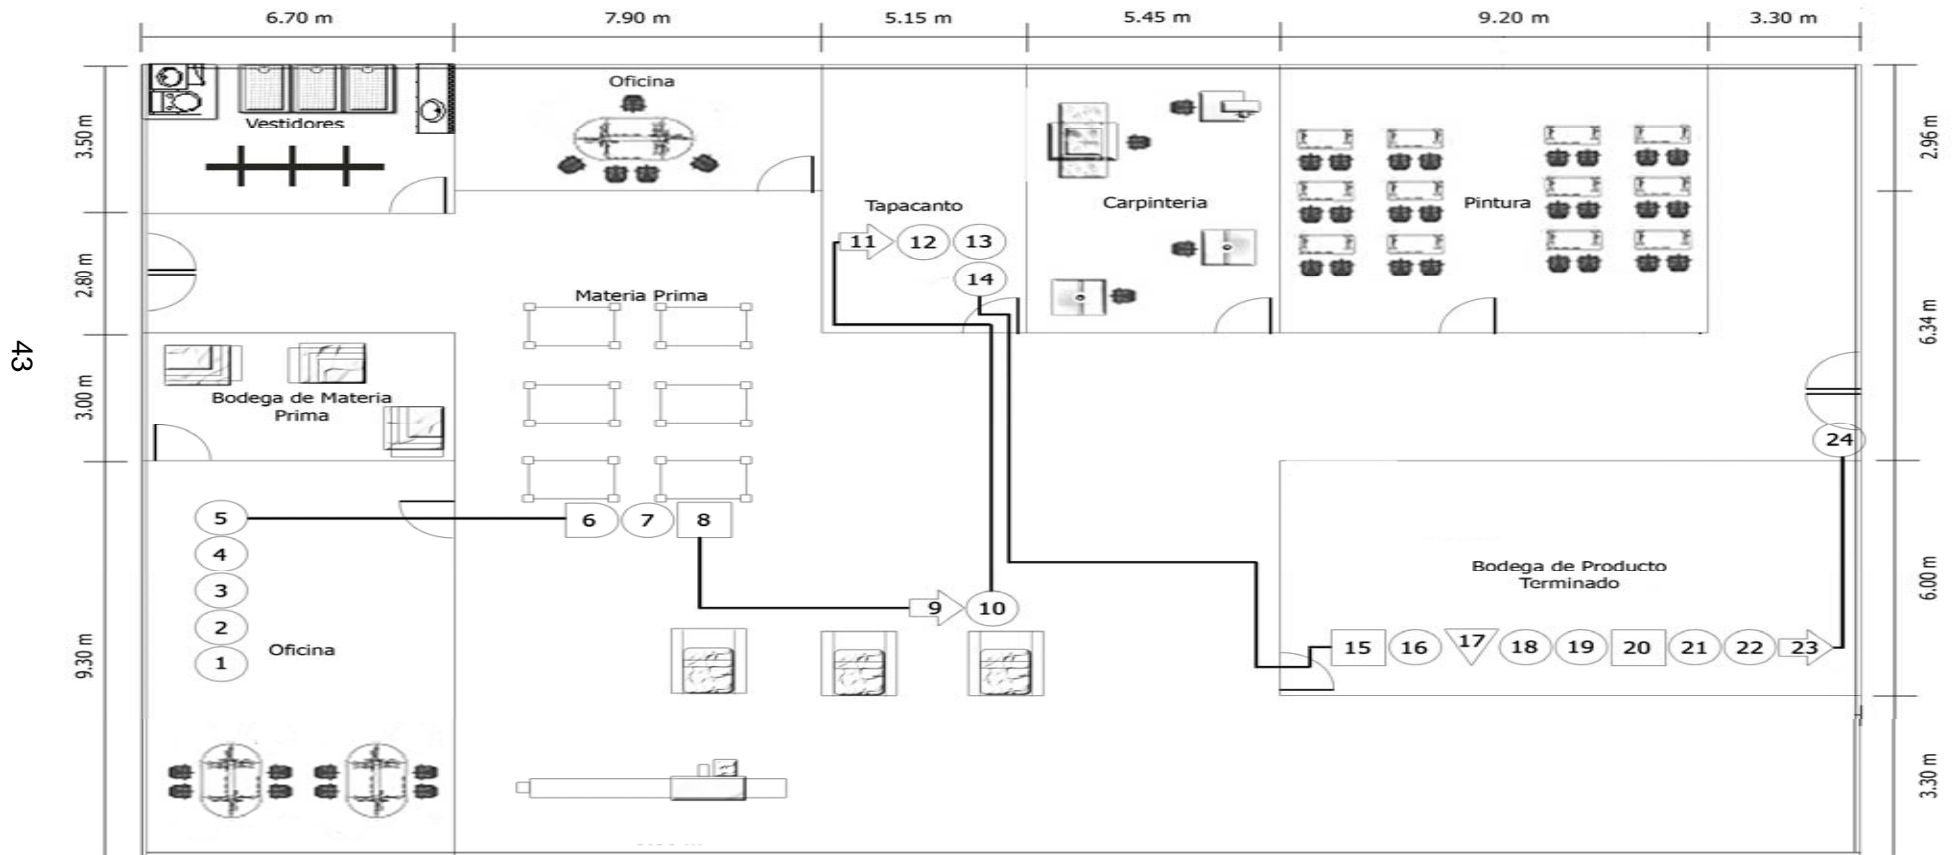 6.70 m
7.90 m
5.15 m
5.45 m
9.20 m
3.30 m
3.50 m
2.80 m
3.00 m
9.30 m
43
2.96 m
6.34 m
6.00 m
3.30 m
Vestidores
Oficina
Tapacanto
11
12
13
14
Carpinteria
Pintura
Materia Prima
Bodega de Materia
Prima
24
5
4
3
2
1
Oficina
6
7
8
9
10
Bodega de Producto
Terminado
15
16
17
18
19
20
21
22
23